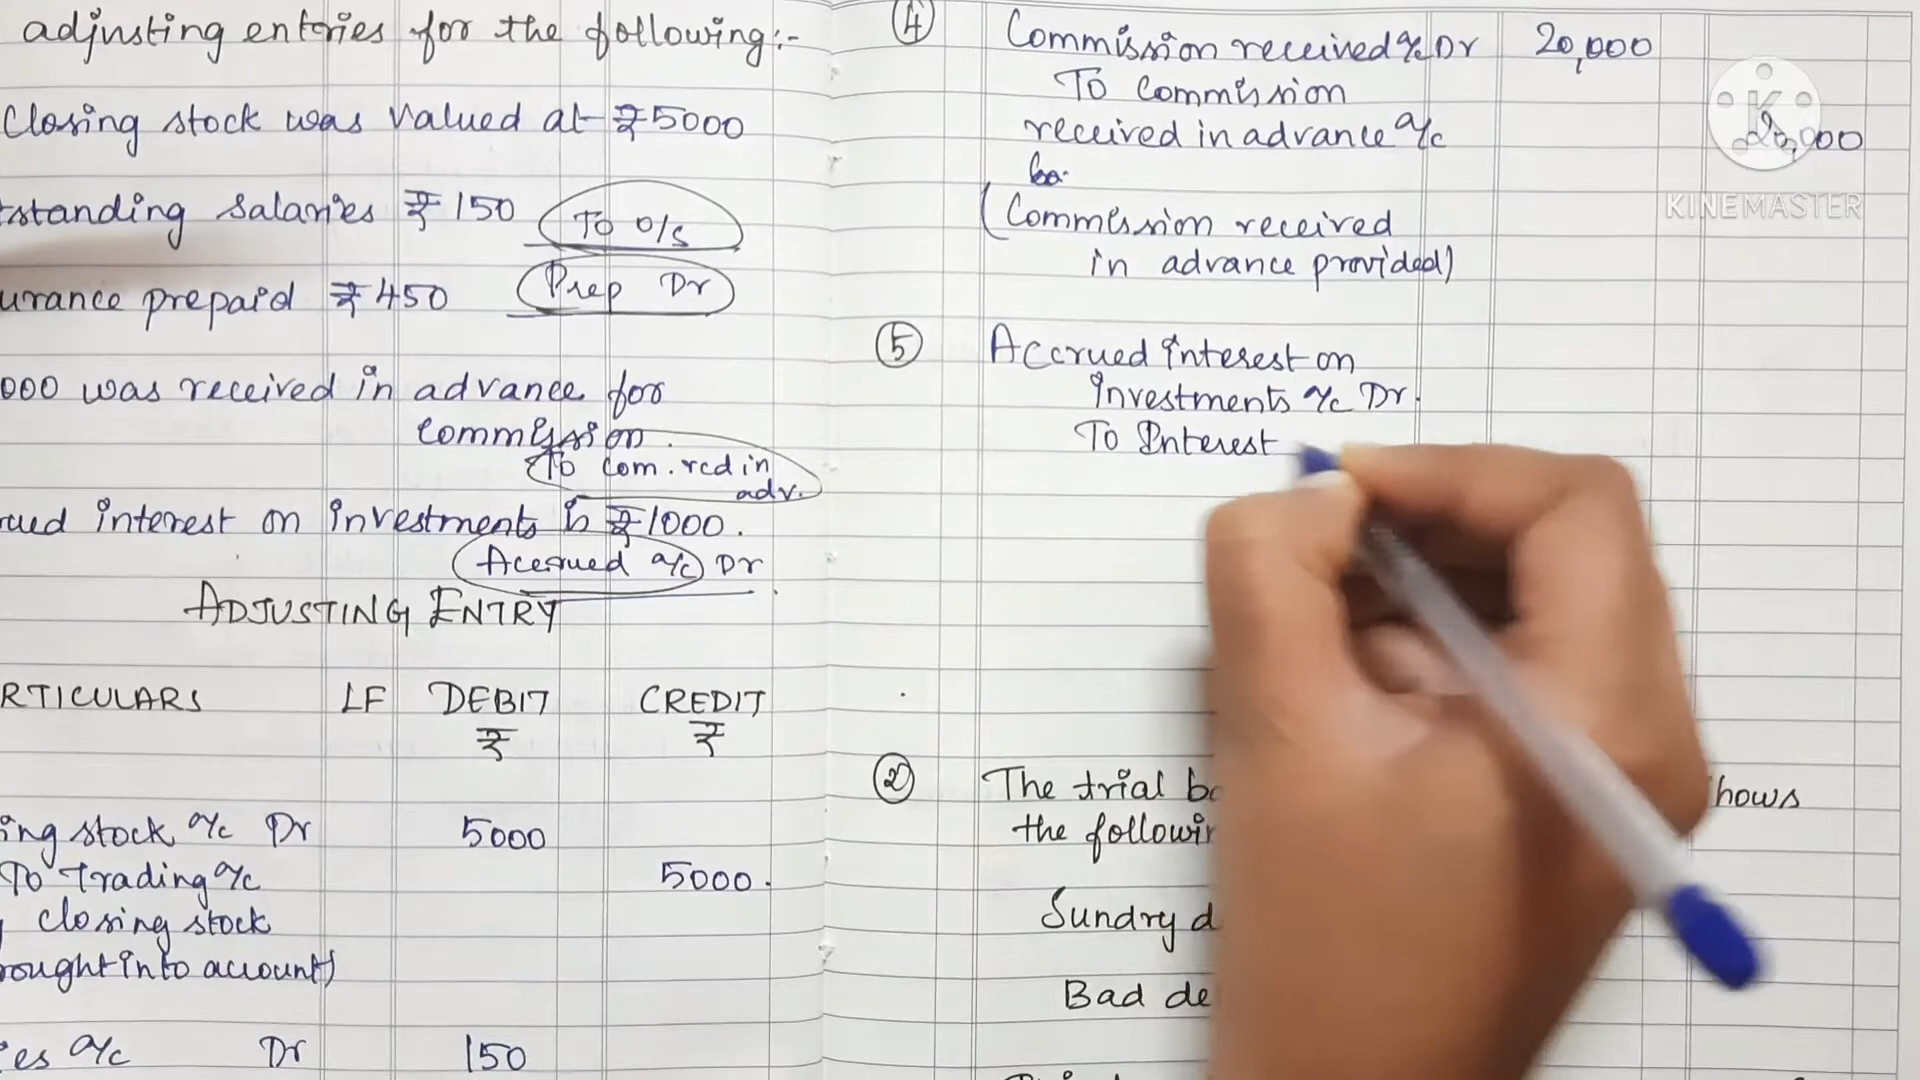 adjusting entries for the following:-
Closing stock was valued at ₹5000
standing salaries ₹150
To o/s
urance prepaid ₹450
Prep Dr
000 was received in advance for
commission.
To com. rcd in
adv.
ued interest on investments is ₹1000.
Accrued a/c Dr
ADJUSTING ENTRY
RTICULARS LF DEBIT CREDIT
₹ ₹
ing stock a/c Dr 5000
To trading a/c 5000.
closing stock
rought into account)
es a/c Dr 150
4 Commission received a/c Dr 20,000
To Commission
received in advance a/c 20,000
(Commission received
in advance provided)
5 Accrued interest on
investments a/c Dr.
To Interest
2 The trial ba hows
the followin
Sundry d
Bad de
KINEMASTER